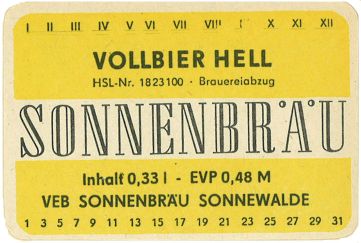 I II III IV V VI VII VIII IX X XI XII
VOLLBIER HELL
HSL-Nr. 1823100 · Brauereiabzug
SONNENBRÄU
Inhalt 0,33 l - EVP 0,48 M
VEB SONNENBRÄU SONNEWALDE
1 3 5 7 9 11 13 15 17 19 21 23 25 27 29 31